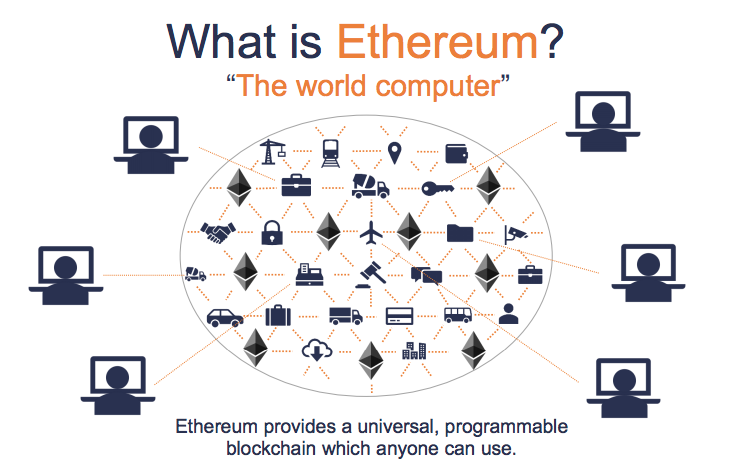 What is Ethereum?
“The world computer”
Ethereum provides a universal, programmable
blockchain which anyone can use.